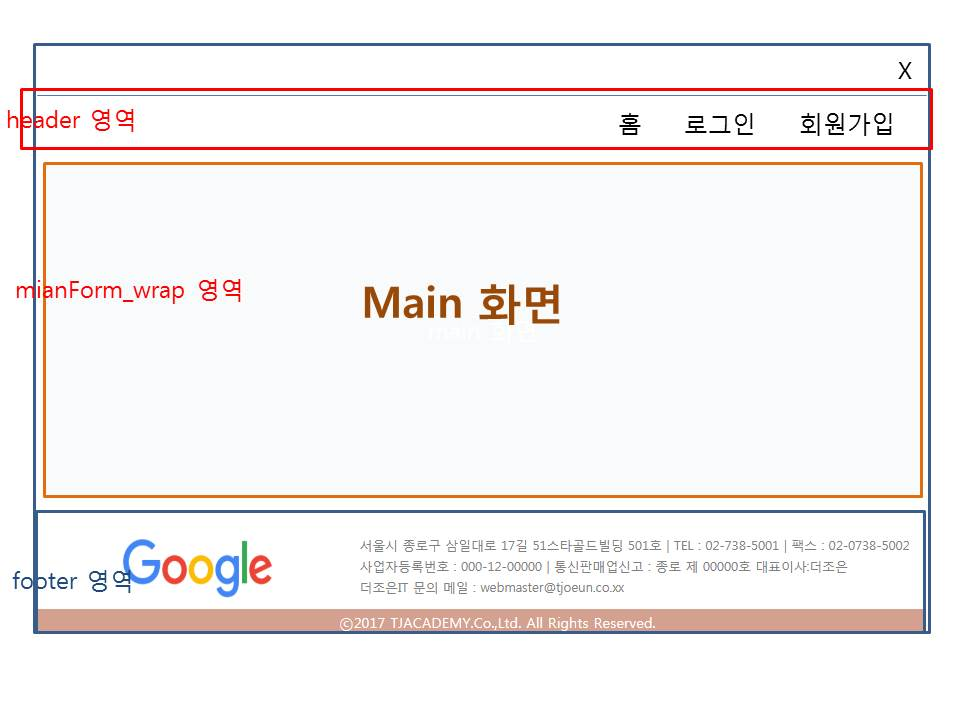 X
header 영역
홈 로그인 회원가입
mianForm_wrap 영역
Main 화면
main 화면
Google
서울시 종로구 삼일대로 17길 51스타골드빌딩 501호 | TEL : 02-738-5001 | 팩스 : 02-0738-5002
사업자등록번호 : 000-12-00000 | 통신판매업신고 : 종로 제 00000호 대표이사:더조은
footer 영역
더조은IT 문의 메일 : webmaster@tjoeun.co.xx
ⓒ2017 TJACADEMY.Co.,Ltd. All Rights Reserved.